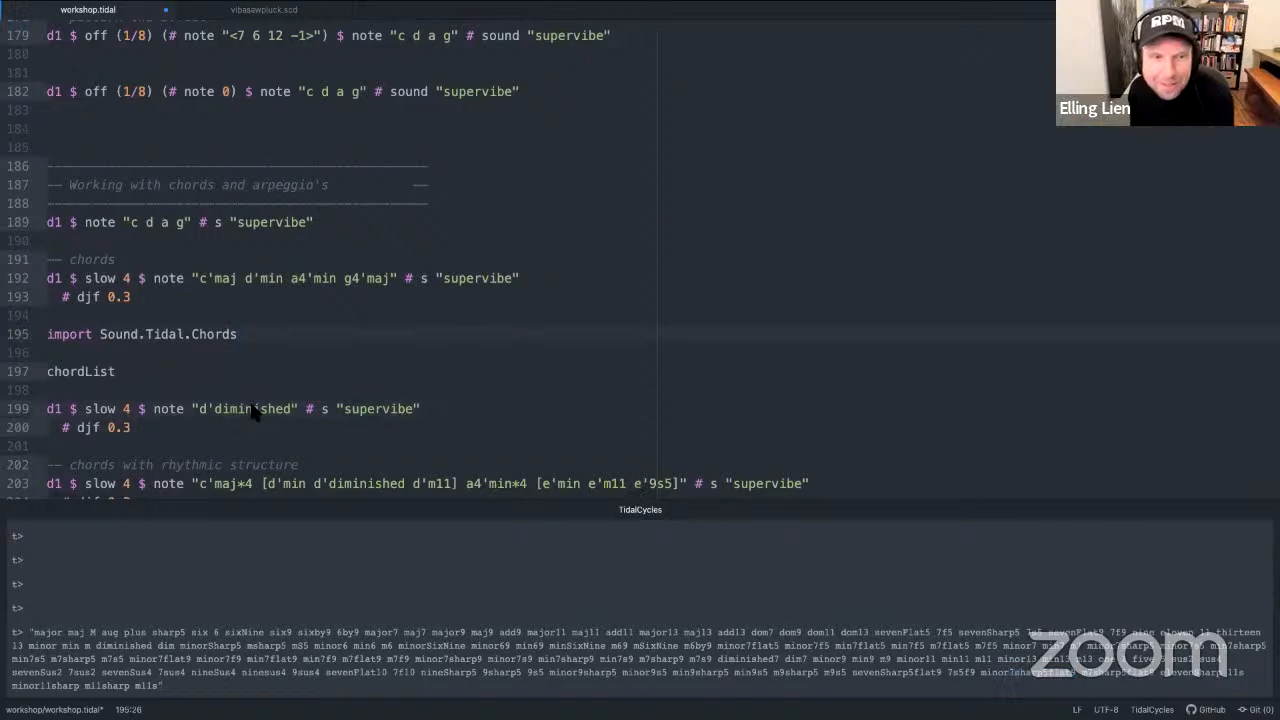 workshop.tidal
vibasawpluck.scd
179 d1 $ off (1/8) (# note "<7 6 12 -1>") $ note "c d a g" # sound "supervibe"
180
181
182 d1 $ off (1/8) (# note 0) $ note "c d a g" # sound "supervibe"
183
184
185
186 ------------------------------------------------
187 -- Working with chords and arpeggio's --
188 ------------------------------------------------
189 d1 $ note "c d a g" # s "supervibe"
190
191 -- chords
192 d1 $ slow 4 $ note "c'maj d'min a4'min g4'maj" # s "supervibe"
193 # djf 0.3
194
195 import Sound.Tidal.Chords
196
197 chordList
198
199 d1 $ slow 4 $ note "d'diminished" # s "supervibe"
200 # djf 0.3
201
202 -- chords with rhythmic structure
203 d1 $ slow 4 $ note "c'maj*4 [d'min d'diminished d'm11] a4'min*4 [e'min e'm11 e'9s5]" # s "supervibe"
RPM
Elling Lien
TidalCycles
t>
t>
t>
t>
t> "major maj M aug plus sharp5 six 6 sixNine six9 sixby9 6by9 major7 maj7 major9 maj9 add9 major11 maj11 add11 major13 maj13 add13 dom7 dom9 dom11 dom13 sevenFlat5 7f5 sevenSharp5 7s5 sevenFlat9 7f9 nine eleven 11 thirteen
13 minor min m diminished dim minorSharp5 msharp5 mS5 minor6 min6 m6 minorSixNine minor69 min69 minSixNine m69 mSixNine m6by9 minor7flat5 minor7f5 min7flat5 min7f5 m7flat5 m7f5
min7s5 m7sharp5 m7s5 minor7flat9 minor7f9 min7flat9 min7f9 m7flat9 m7f9 minor7sharp9 minor7s9 min7sharp9 min7s9 m7sharp9 m7s9 diminished7 dim7 minor9 min9 m9 minor11 min11 m11 minor13
sevenSus2 7sus2 sevenSus4 7sus4 nineSus4 ninesus4 9sus4 sevenFlat10 7f10 nineSharp5 9sharp5 9s5 minor9sharp5 minor9s5 min9sharp5 min9s5 m9sharp5 m9s5 sevenSharp5flat9 7s5f9
minor11sharp m11sharp m11s"
zoom
workshop/workshop.tidal* 195:26
LF UTF-8 TidalCycles GitHub Git (0)